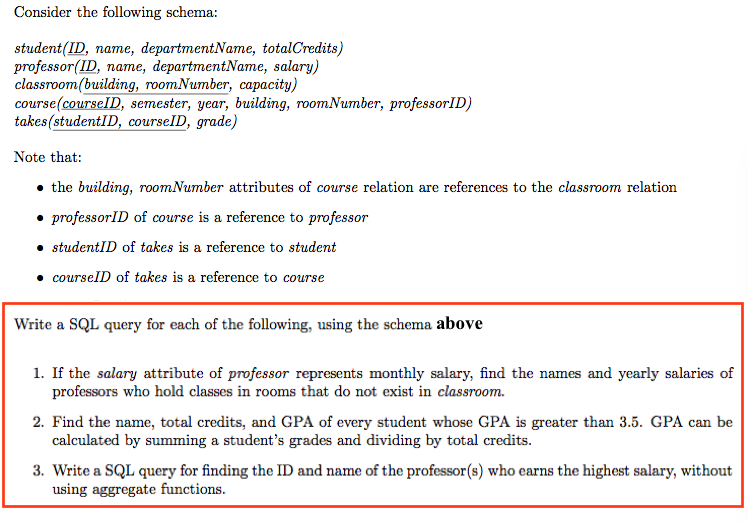 Consider the following schema:
student(ID, name, departmentName, totalCredits)
professor(ID, name, departmentName, salary)
classroom(building, roomNumber, capacity)
course(courseID, semester, year, building, roomNumber, professorID)
takes(studentID, courseID, grade)
Note that:
• the building, roomNumber attributes of course relation are references to the classroom relation
• professorID of course is a reference to professor
• studentID of takes is a reference to student
• courseID of takes is a reference to course
Write a SQL query for each of the following, using the schema above
1. If the salary attribute of professor represents monthly salary, find the names and yearly salaries of
professors who hold classes in rooms that do not exist in classroom.
2. Find the name, total credits, and GPA of every student whose GPA is greater than 3.5. GPA can be
calculated by summing a student's grades and dividing by total credits.
3. Write a SQL query for finding the ID and name of the professor(s) who earns the highest salary, without
using aggregate functions.